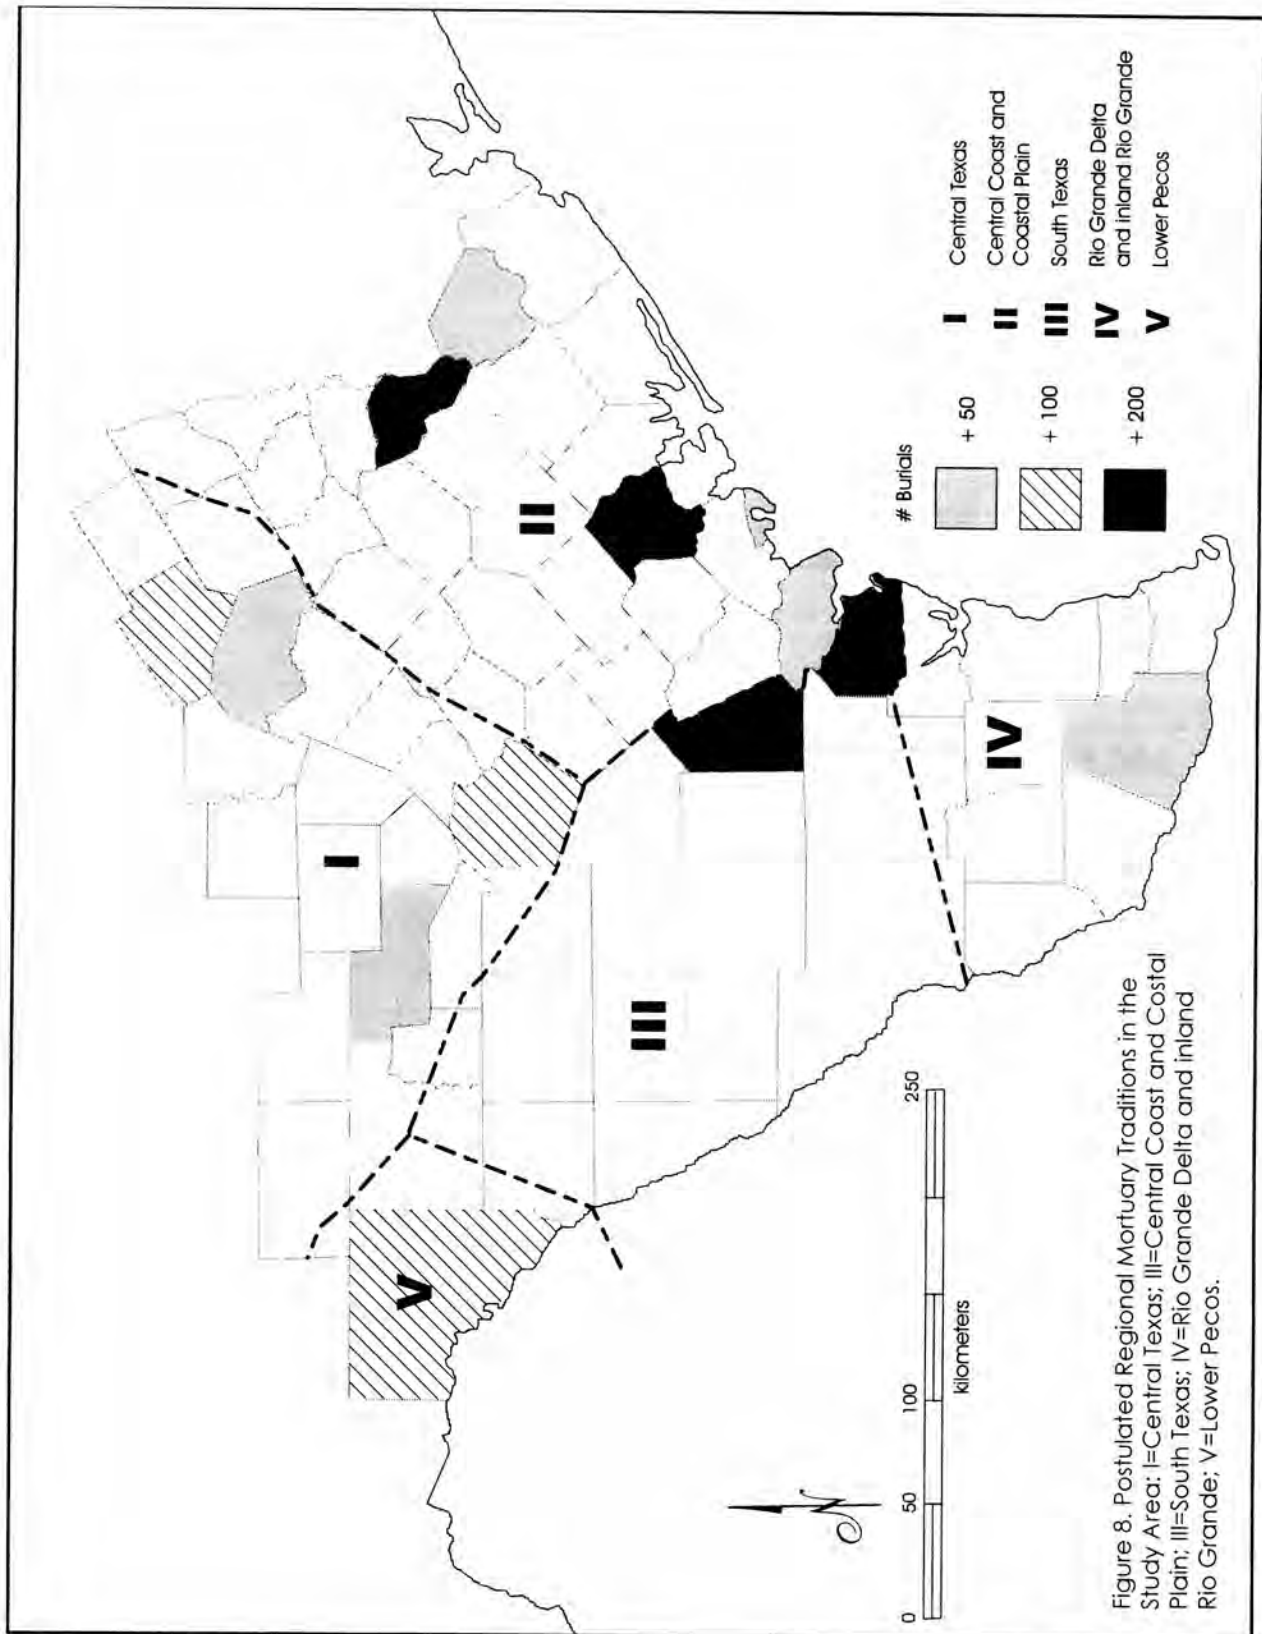 I
II
III
IV
V
# Burials
+ 50
+ 100
+ 200
I Central Texas
II Central Coast and
Coastal Plain
III South Texas
IV Rio Grande Delta
and inland Rio Grande
V Lower Pecos
N
0 50 100 250
kilometers
Figure 8. Postulated Regional Mortuary Traditions in the
Study Area: I=Central Texas; III=Central Coast and Costal
Plain; III=South Texas; IV=Rio Grande Delta and inland
Rio Grande; V=Lower Pecos.